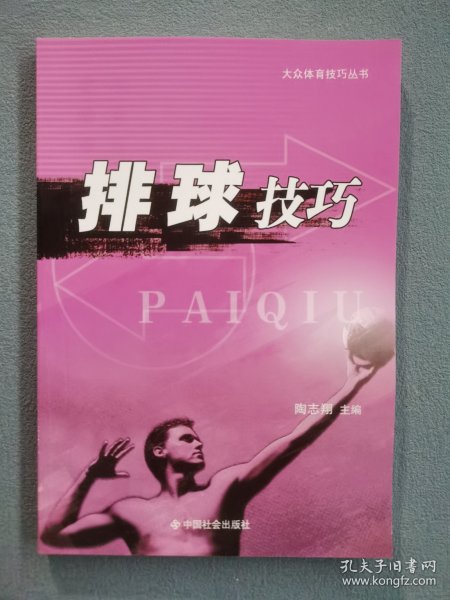 大众体育技巧丛书
排球技巧
PAIQIU
陶志翔 主编
中国社会出版社
孔夫子旧书网
www.kongfz.com